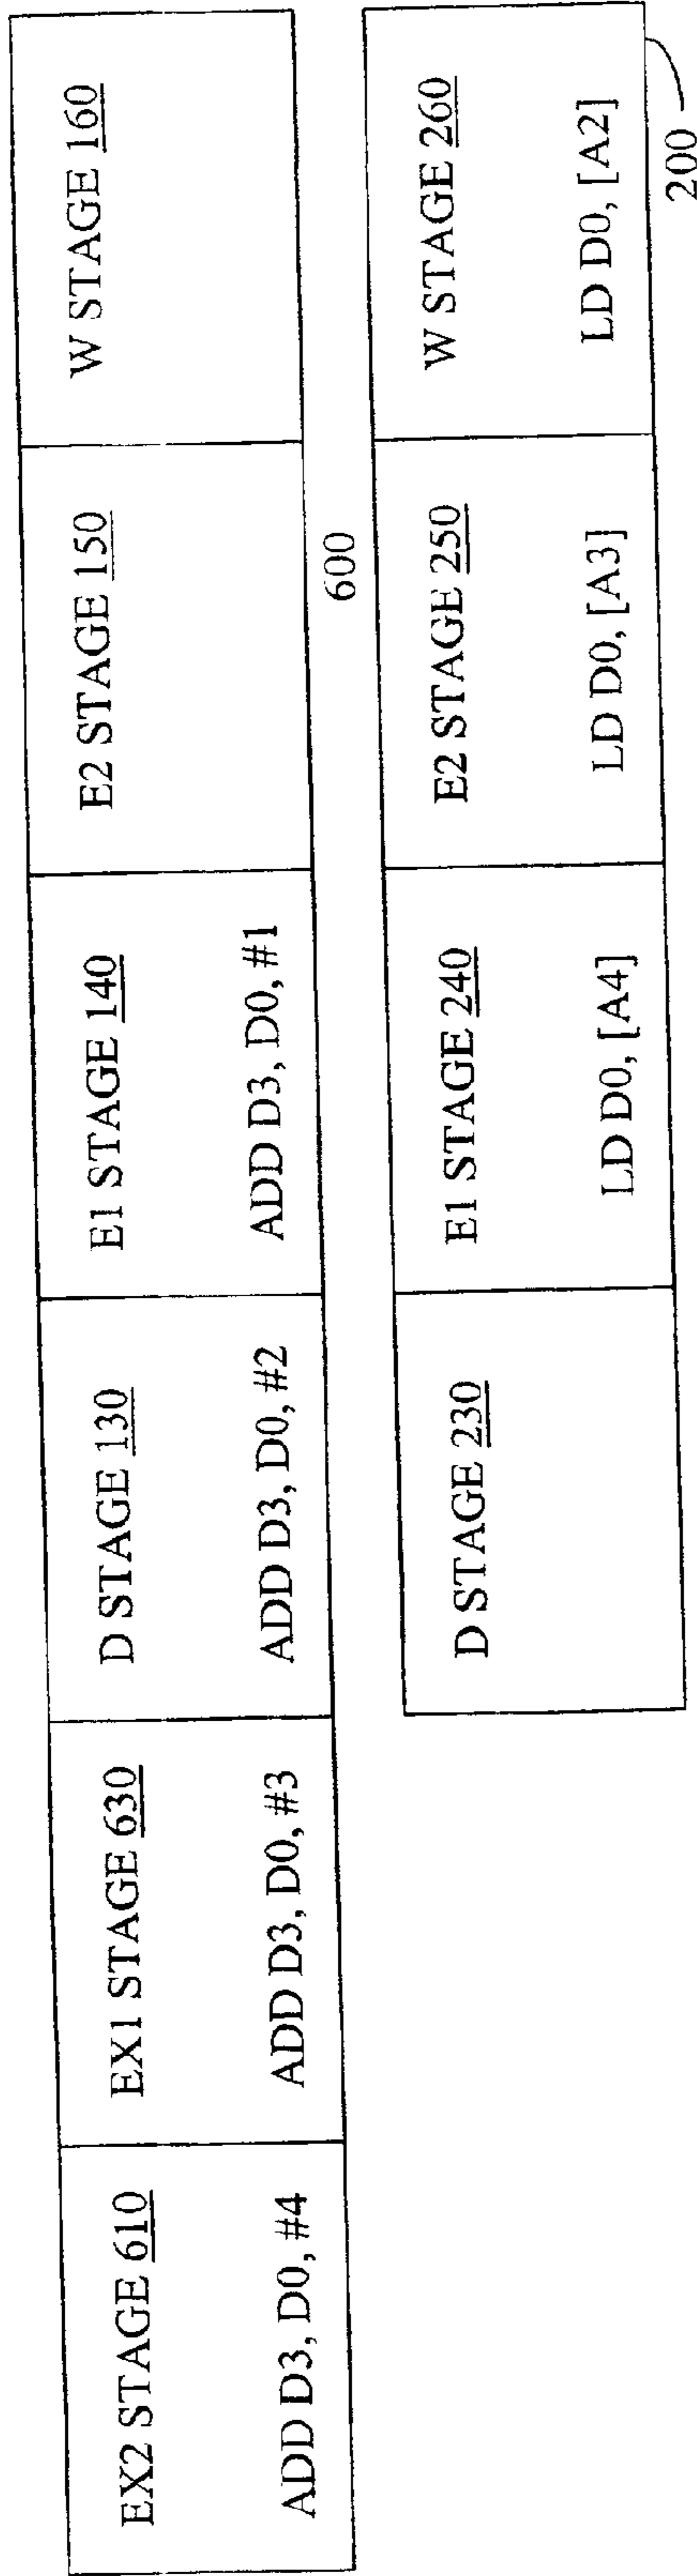 EX2 STAGE 610
ADD D3, D0, #4
EX1 STAGE 630
ADD D3, D0, #3
D STAGE 130
ADD D3, D0, #2
E1 STAGE 140
ADD D3, D0, #1
E2 STAGE 150
W STAGE 160
600
D STAGE 230
E1 STAGE 240
LD D0, [A4]
E2 STAGE 250
LD D0, [A3]
W STAGE 260
LD D0, [A2]
200